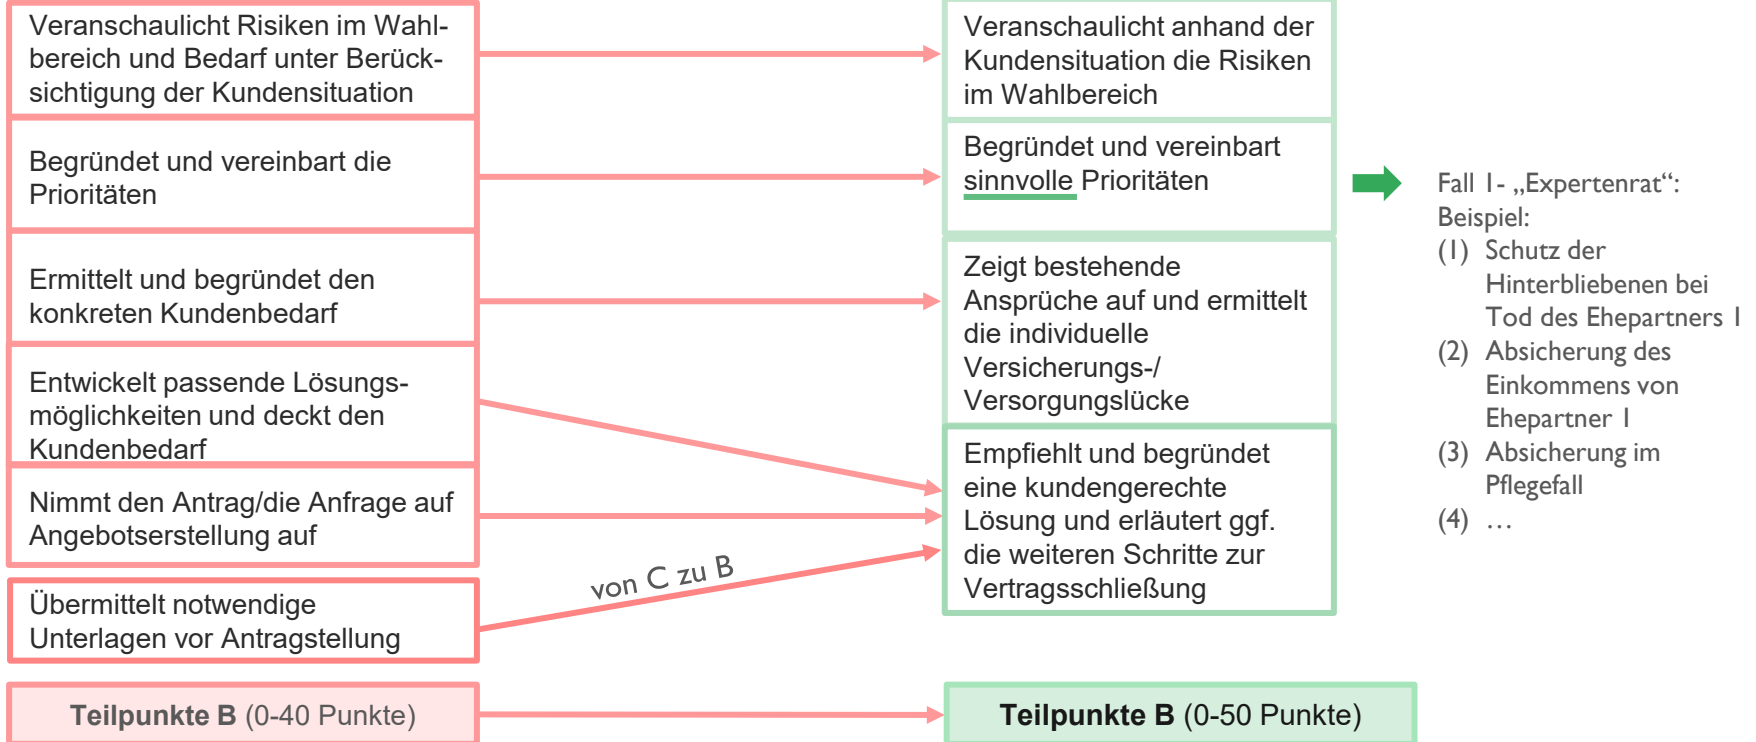 Veranschaulicht Risiken im Wahl-
bereich und Bedarf unter Berück-
sichtigung der Kundensituation
Begründet und vereinbart die
Prioritäten
Ermittelt und begründet den
konkreten Kundenbedarf
Entwickelt passende Lösungs-
möglichkeiten und deckt den
Kundenbedarf
Nimmt den Antrag/die Anfrage auf
Angebotserstellung auf
Übermittelt notwendige
Unterlagen vor Antragstellung
von C zu B
Veranschaulicht anhand der
Kundensituation die Risiken
im Wahlbereich
Begründet und vereinbart
sinnvolle Prioritäten
Zeigt bestehende
Ansprüche auf und ermittelt
die individuelle
Versicherungs-/
Versorgungslücke
Empfiehlt und begründet
eine kundengerechte
Lösung und erläutert ggf.
die weiteren Schritte zur
Vertragsschließung
Fall 1- „Expertenrat“:
Beispiel:
(1) Schutz der
Hinterbliebenen bei
Tod des Ehepartners 1
(2) Absicherung des
Einkommens von
Ehepartner 1
(3) Absicherung im
Pflegefall
(4) …
Teilpunkte B (0-40 Punkte)
Teilpunkte B (0-50 Punkte)